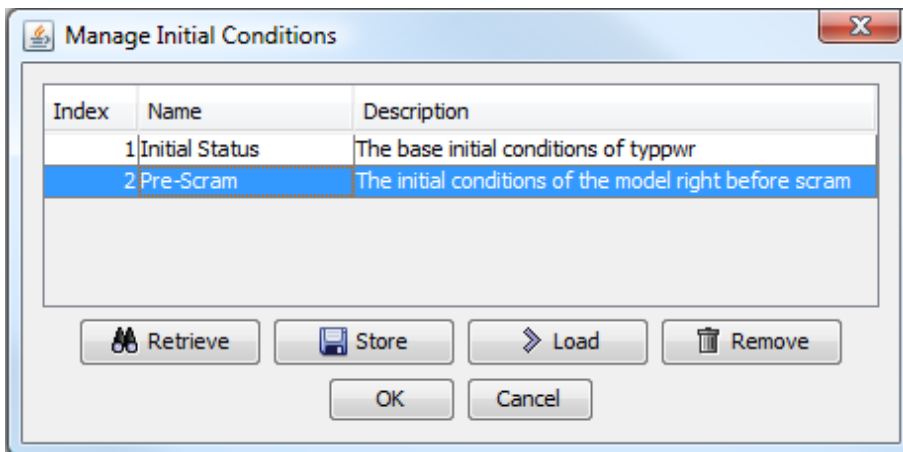 Manage Initial Conditions
Index Name Description
1 Initial Status The base initial conditions of typpwr
2 Pre-Scram The initial conditions of the model right before scram
Retrieve Store Load Remove
OK Cancel